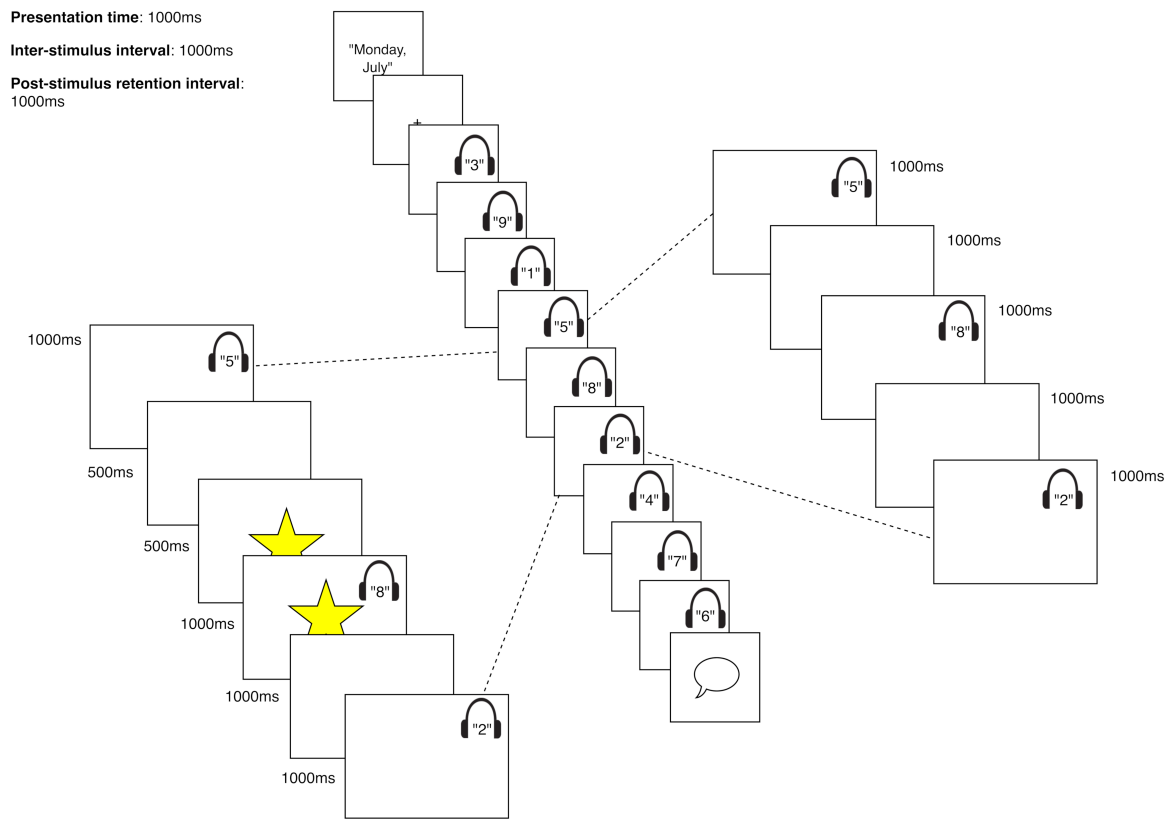 Presentation time: 1000ms
Inter-stimulus interval: 1000ms
Post-stimulus retention interval:
1000ms
"Monday,
July"
+
"3"
"9"
"1"
"5"
"8"
"2"
"4"
"7"
"6"
"5"
1000ms
1000ms
"8"
1000ms
1000ms
"2"
1000ms
1000ms
"5"
500ms
500ms
"8"
1000ms
1000ms
"2"
1000ms